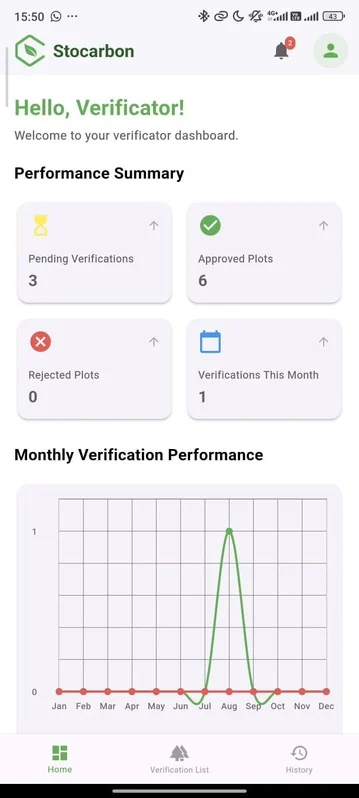 15:50
4G+
43
Stocarbon
2
Hello, Verificator!
Welcome to your verificator dashboard.
Performance Summary
Pending Verifications
3
Approved Plots
6
Rejected Plots
0
Verifications This Month
1
Monthly Verification Performance
1
0
Jan Feb Mar Apr May Jun Jul Aug Sep Oct Nov Dec
Home
Verification List
History